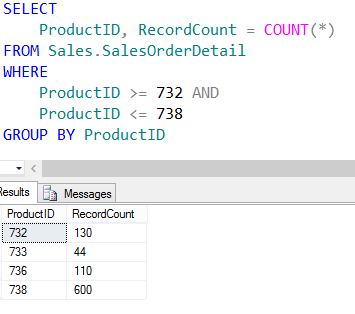 SELECT
ProductID, RecordCount = COUNT(*)
FROM Sales.SalesOrderDetail
WHERE
ProductID >= 732 AND
ProductID <= 738
GROUP BY ProductID
Results Messages
ProductID RecordCount
732 130
733 44
736 110
738 600